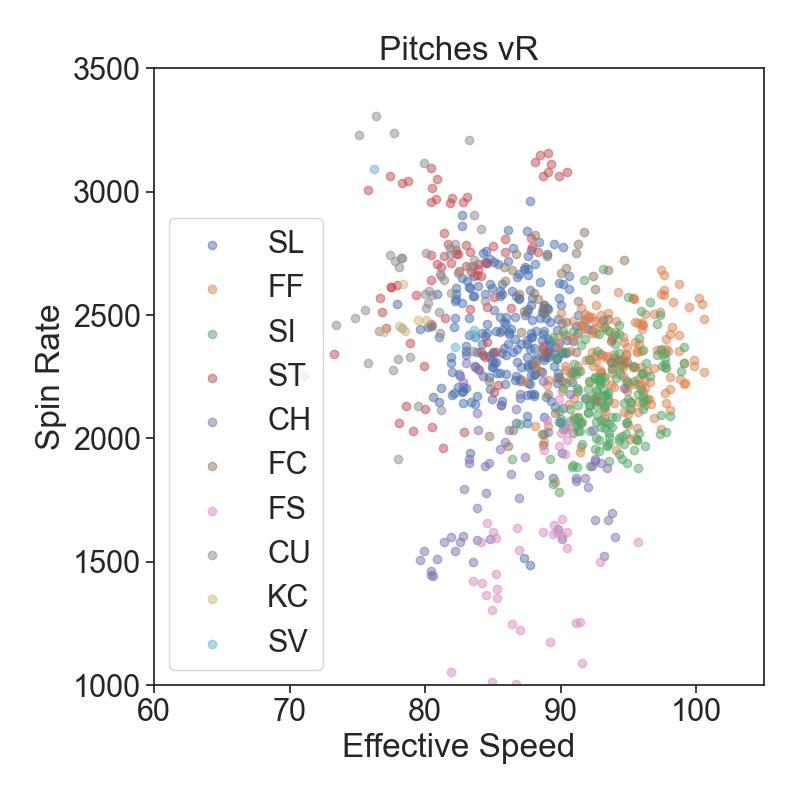 Pitches vR
3500
3000
2500
2000
1500
1000
Spin Rate
SL
FF
SI
ST
CH
FC
FS
CU
KC
SV
60 70 80 90 100
Effective Speed